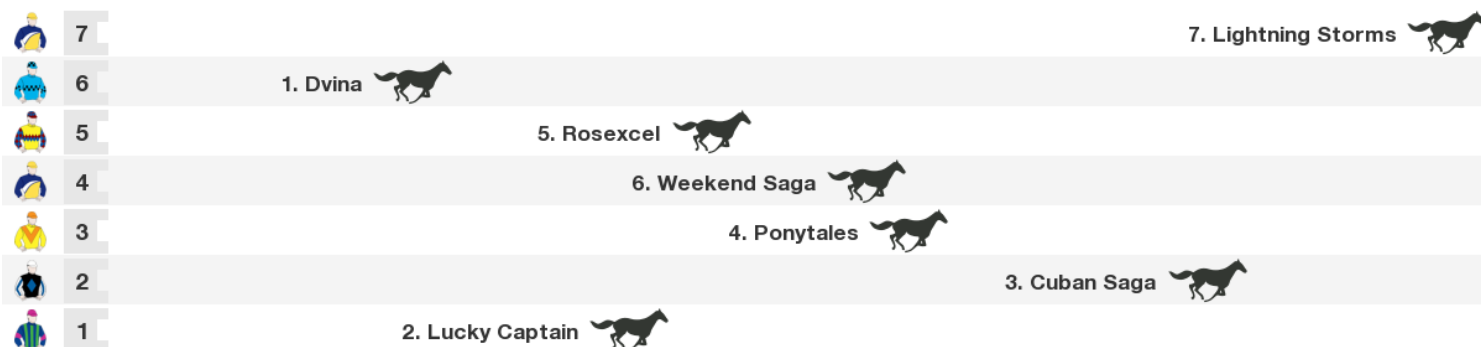 7 7. Lightning Storms
6 1. Dvina
5 5. Rosexcel
4 6. Weekend Saga
3 4. Ponytales
2 3. Cuban Saga
1 2. Lucky Captain